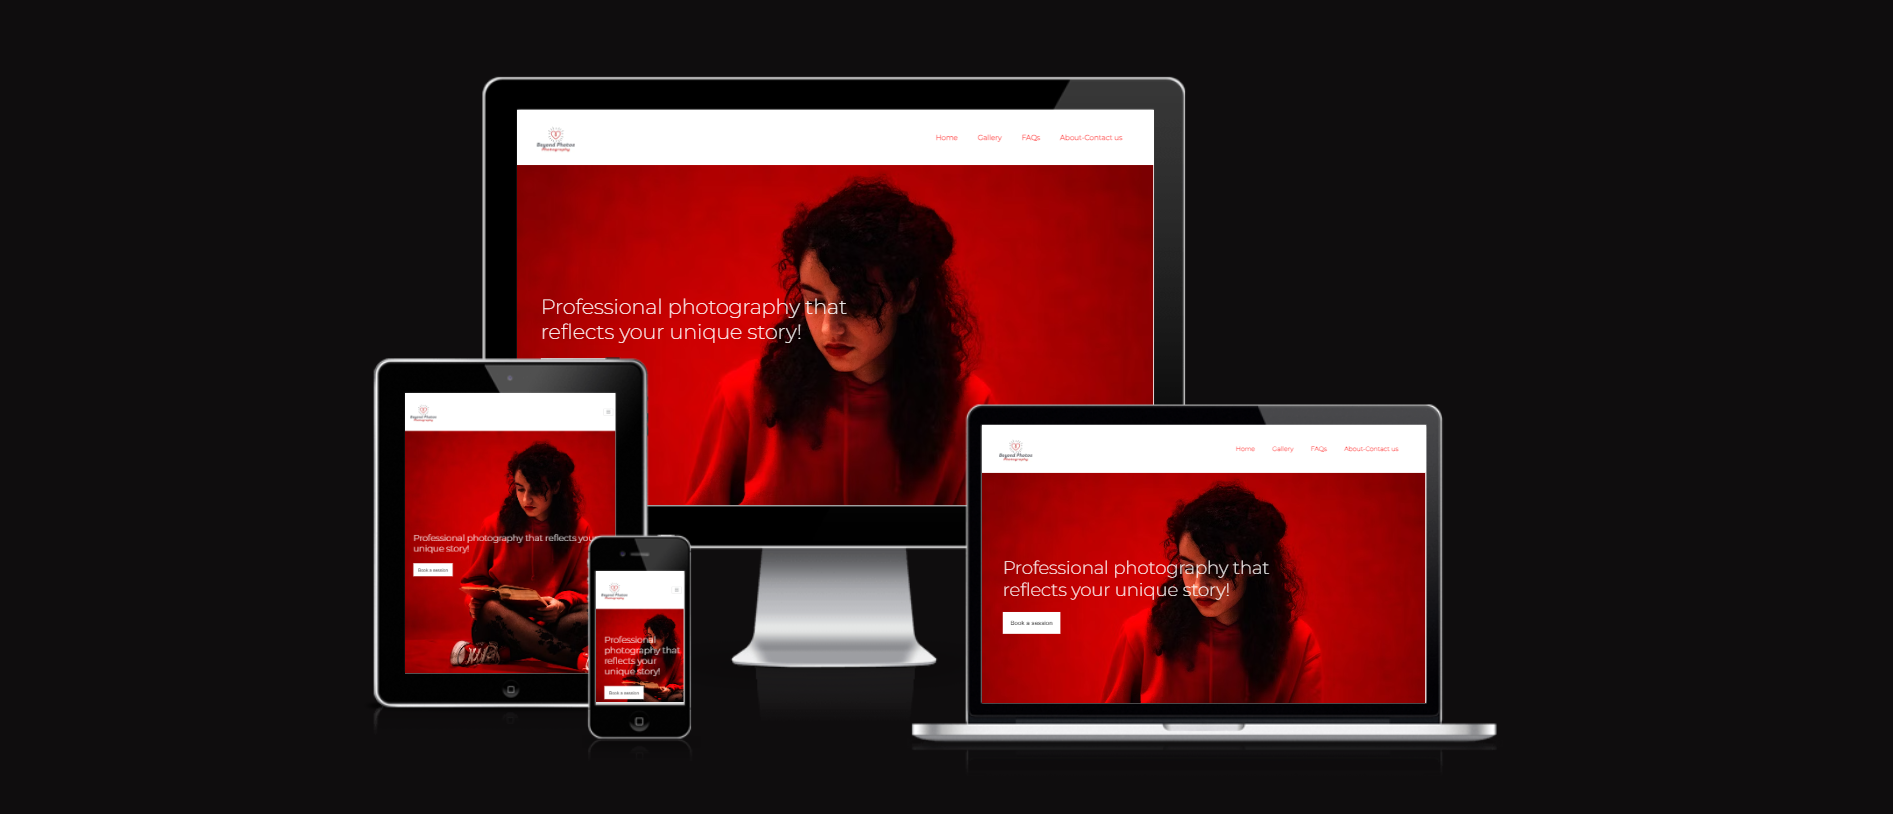 Beyond Photos
Photography
Home
Gallery
FAQs
About-Contact us
Professional photography that
reflects your unique story!
Beyond Photos
Photography
Professional photography that reflects you
unique story!
Book a session
Beyond Photos
Photography
Professional
photography that
reflects your
unique story!
Book a session
Beyond Photos
Photography
Home
Gallery
FAQs
About-Contact us
Professional photography that
reflects your unique story!
Book a session